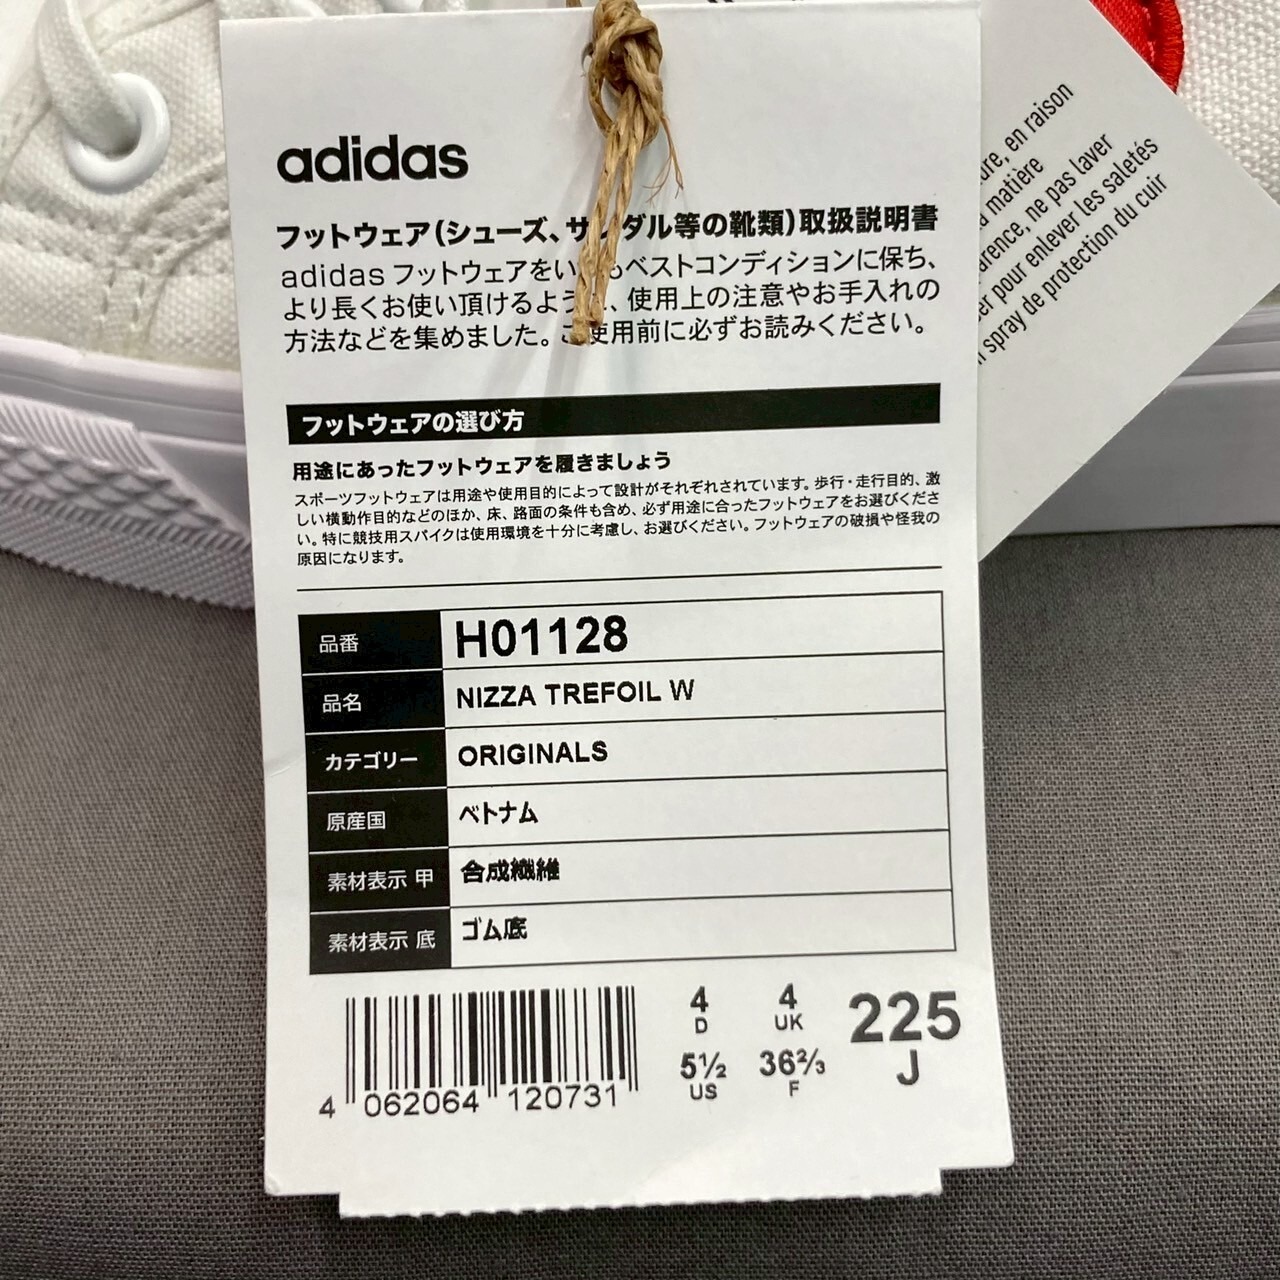 adidas
フットウェア(シューズ、サンダル等の靴類)取扱説明書
adidas フットウェアをいつもベストコンディションに保ち、
より長くお使い頂けるように、使用上の注意やお手入れの
方法などを集めました。ご使用前に必ずお読みください。
フットウェアの選び方
用途にあったフットウェアを履きましょう
スポーツフットウェアは用途や使用目的によって設計がそれぞれされています。歩行・走行目的、激
しい横動作目的などのほか、床、路面の条件も含め、必ず用途に合ったフットウェアをお選びくださ
い。特に競技用スパイクは使用環境を十分に考慮し、お選びください。フットウェアの破損や怪我の
原因になります。
品番 H01128
品名 NIZZA TREFOIL W
カテゴリー ORIGINALS
原産国 ベトナム
素材表示 甲 合成繊維
素材表示 底 ゴム底
4 062064 120731
4 D 4 UK 225 J
5½ US 36⅔ F
en raison
matière
ne pas laver
pour enlever les saletés
spray de protection du cuir